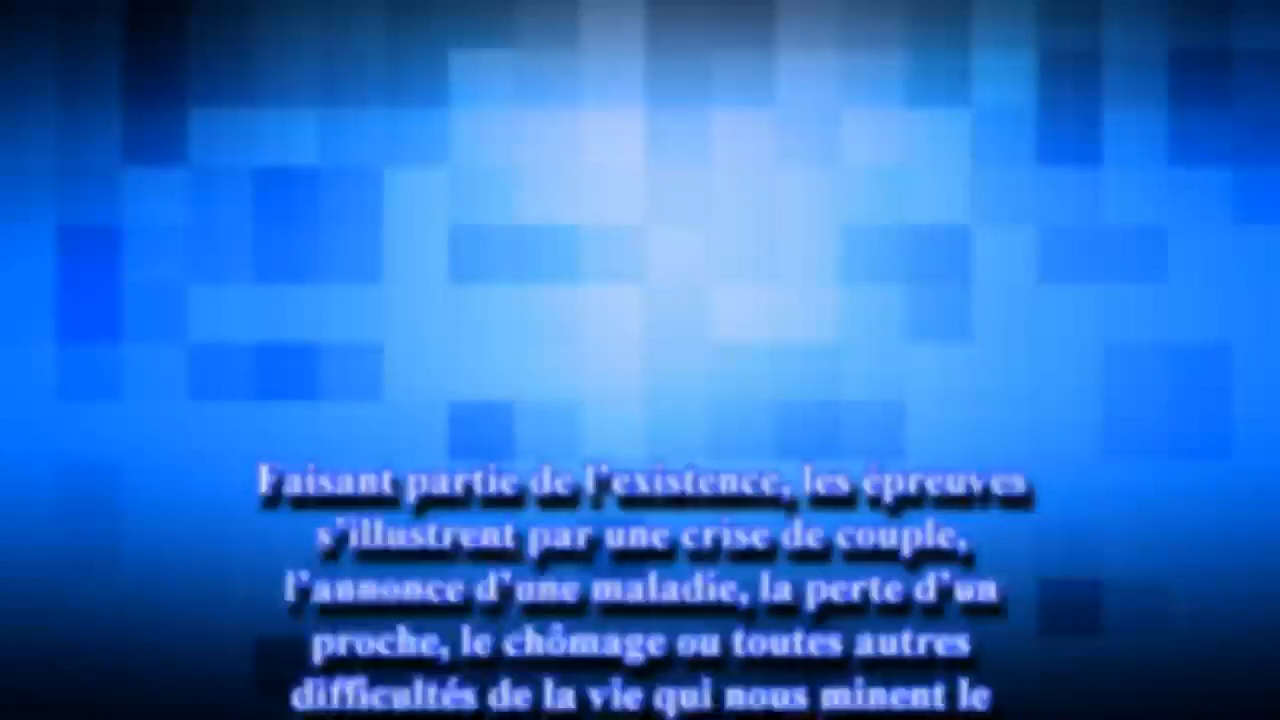 Faisant partie de l'existence, les épreuves
s'illustrent par une crise de couple,
l'annonce d'une maladie, la perte d'un
proche, le chômage ou toutes autres
difficultés de la vie qui nous minent le